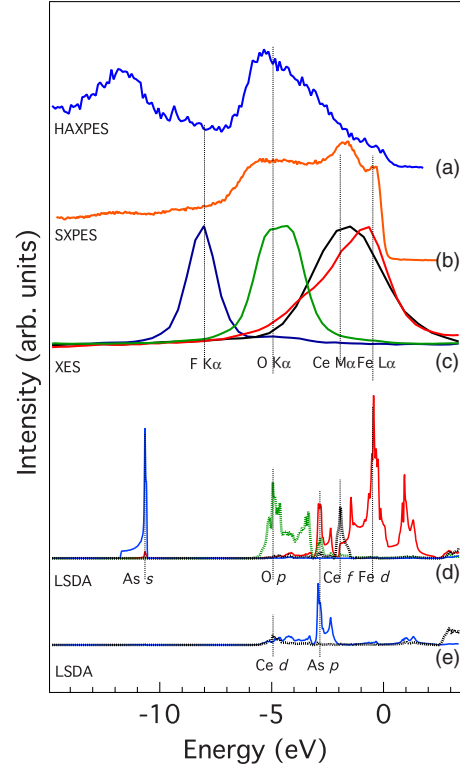 HAXPES
(a)
SXPES
(b)
XES
F Kα
O Kα
Ce Mα
Fe Lα
(c)
LSDA
As s
O p
Ce f
Fe d
(d)
LSDA
Ce d
As p
(e)
-10
-5
0
Energy (eV)
Intensity (arb. units)